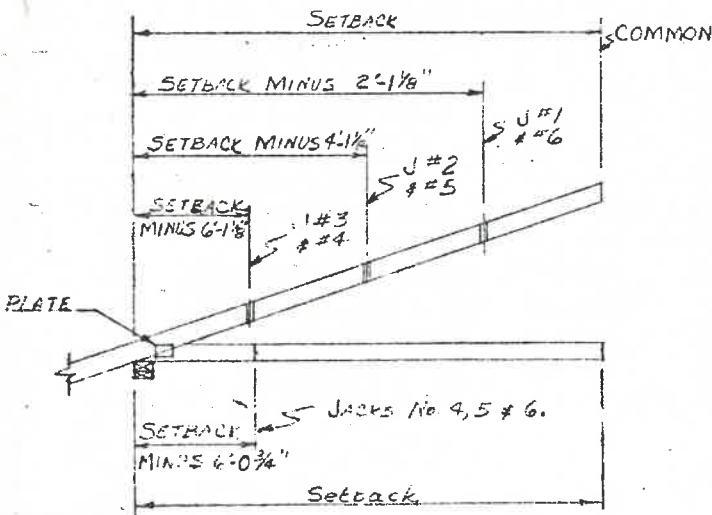 SETBACK
COMMON
SETBACK MINUS 2'-1⅛"
J #1
& #6
SETBACK MINUS 4'-1⅛"
J #2
& #5
SETBACK
MINUS 6'-1⅛"
J #3
& #4
PLATE
JACKS No 4, 5 & 6.
SETBACK
MINUS 6'-0¾"
Setback